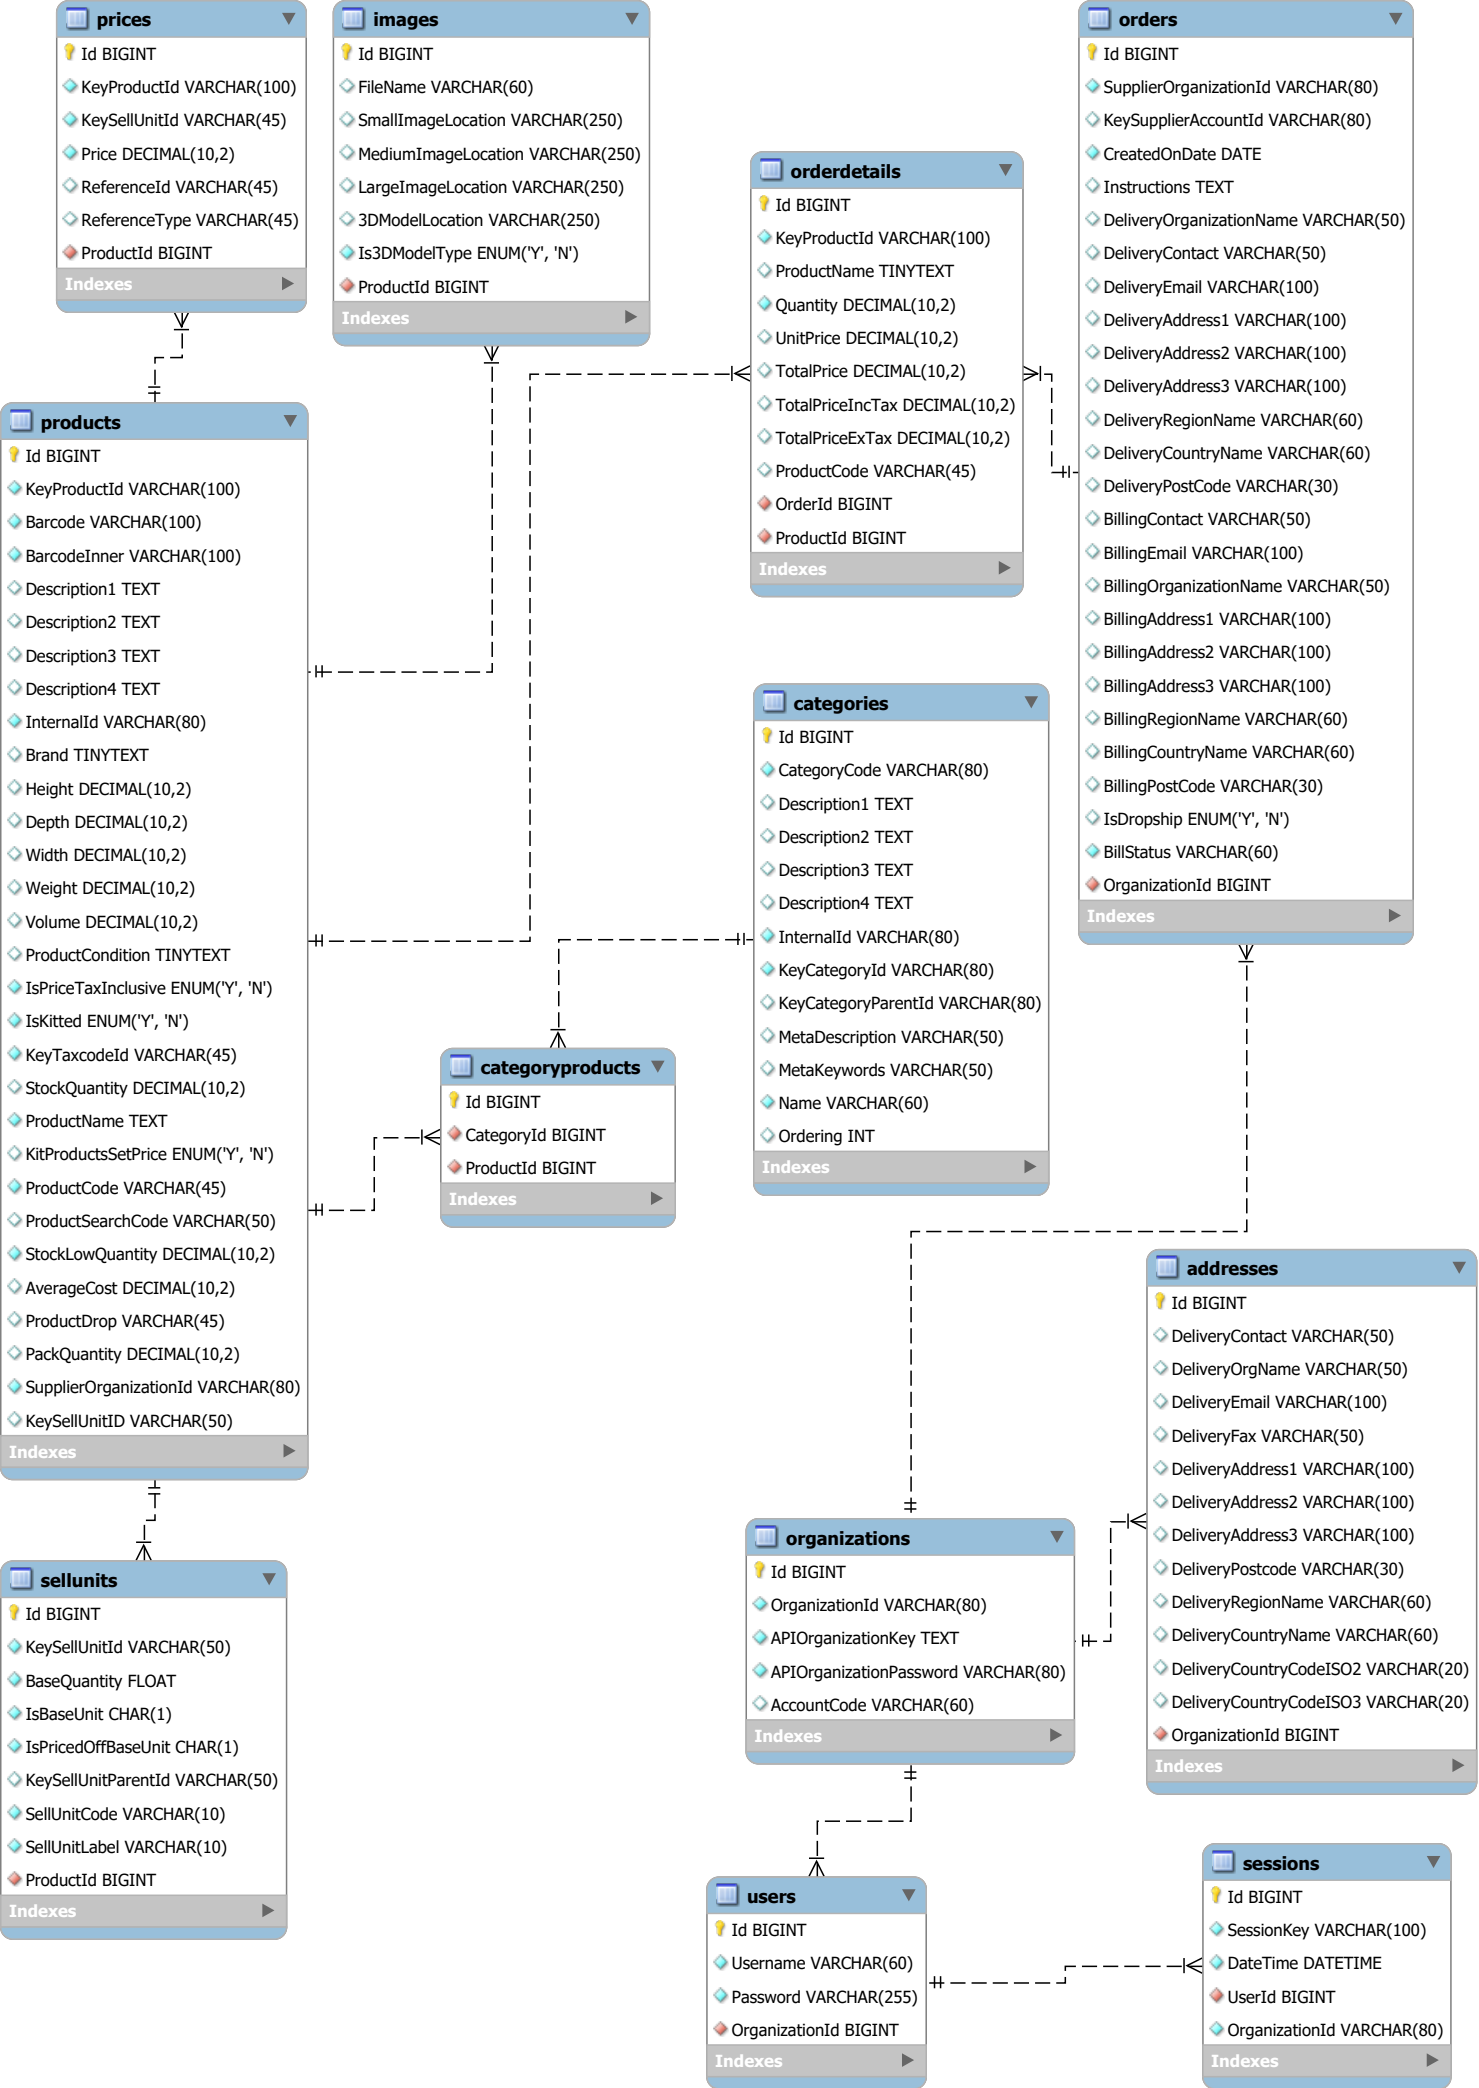 prices
Id BIGINT
KeyProductId VARCHAR(100)
KeySellUnitId VARCHAR(45)
Price DECIMAL(10,2)
ReferenceId VARCHAR(45)
ReferenceType VARCHAR(45)
ProductId BIGINT
Indexes
images
Id BIGINT
FileName VARCHAR(60)
SmallImageLocation VARCHAR(250)
MediumImageLocation VARCHAR(250)
LargeImageLocation VARCHAR(250)
3DModelLocation VARCHAR(250)
Is3DModelType ENUM('Y', 'N')
ProductId BIGINT
Indexes
orderdetails
Id BIGINT
KeyProductId VARCHAR(100)
ProductName TINYTEXT
Quantity DECIMAL(10,2)
UnitPrice DECIMAL(10,2)
TotalPrice DECIMAL(10,2)
TotalPriceIncTax DECIMAL(10,2)
TotalPriceExTax DECIMAL(10,2)
ProductCode VARCHAR(45)
OrderId BIGINT
ProductId BIGINT
Indexes
orders
Id BIGINT
SupplierOrganizationId VARCHAR(80)
KeySupplierAccountId VARCHAR(80)
CreatedOnDate DATE
Instructions TEXT
DeliveryOrganizationName VARCHAR(50)
DeliveryContact VARCHAR(50)
DeliveryEmail VARCHAR(100)
DeliveryAddress1 VARCHAR(100)
DeliveryAddress2 VARCHAR(100)
DeliveryAddress3 VARCHAR(100)
DeliveryRegionName VARCHAR(60)
DeliveryCountryName VARCHAR(60)
DeliveryPostCode VARCHAR(30)
BillingContact VARCHAR(50)
BillingEmail VARCHAR(100)
BillingOrganizationName VARCHAR(50)
BillingAddress1 VARCHAR(100)
BillingAddress2 VARCHAR(100)
BillingAddress3 VARCHAR(100)
BillingRegionName VARCHAR(60)
BillingCountryName VARCHAR(60)
BillingPostCode VARCHAR(30)
IsDropship ENUM('Y', 'N')
BillStatus VARCHAR(60)
OrganizationId BIGINT
Indexes
products
Id BIGINT
KeyProductId VARCHAR(100)
Barcode VARCHAR(100)
BarcodeInner VARCHAR(100)
Description1 TEXT
Description2 TEXT
Description3 TEXT
Description4 TEXT
InternalId VARCHAR(80)
Brand TINYTEXT
Height DECIMAL(10,2)
Depth DECIMAL(10,2)
Width DECIMAL(10,2)
Weight DECIMAL(10,2)
Volume DECIMAL(10,2)
ProductCondition TINYTEXT
IsPriceTaxInclusive ENUM('Y', 'N')
IsKitted ENUM('Y', 'N')
KeyTaxcodeId VARCHAR(45)
StockQuantity DECIMAL(10,2)
ProductName TEXT
KitProductsSetPrice ENUM('Y', 'N')
ProductCode VARCHAR(45)
ProductSearchCode VARCHAR(50)
StockLowQuantity DECIMAL(10,2)
AverageCost DECIMAL(10,2)
ProductDrop VARCHAR(45)
PackQuantity DECIMAL(10,2)
SupplierOrganizationId VARCHAR(80)
KeySellUnitID VARCHAR(50)
Indexes
categories
Id BIGINT
CategoryCode VARCHAR(80)
Description1 TEXT
Description2 TEXT
Description3 TEXT
Description4 TEXT
InternalId VARCHAR(80)
KeyCategoryId VARCHAR(80)
KeyCategoryParentId VARCHAR(80)
MetaDescription VARCHAR(50)
MetaKeywords VARCHAR(50)
Name VARCHAR(60)
Ordering INT
Indexes
categoryproducts
Id BIGINT
CategoryId BIGINT
ProductId BIGINT
Indexes
addresses
Id BIGINT
DeliveryContact VARCHAR(50)
DeliveryOrgName VARCHAR(50)
DeliveryEmail VARCHAR(100)
DeliveryFax VARCHAR(50)
DeliveryAddress1 VARCHAR(100)
DeliveryAddress2 VARCHAR(100)
DeliveryAddress3 VARCHAR(100)
DeliveryPostcode VARCHAR(30)
DeliveryRegionName VARCHAR(60)
DeliveryCountryName VARCHAR(60)
DeliveryCountryCodeISO2 VARCHAR(20)
DeliveryCountryCodeISO3 VARCHAR(20)
OrganizationId BIGINT
Indexes
organizations
Id BIGINT
OrganizationId VARCHAR(80)
APIOrganizationKey TEXT
APIOrganizationPassword VARCHAR(80)
AccountCode VARCHAR(60)
Indexes
sellunits
Id BIGINT
KeySellUnitId VARCHAR(50)
BaseQuantity FLOAT
IsBaseUnit CHAR(1)
IsPricedOffBaseUnit CHAR(1)
KeySellUnitParentId VARCHAR(50)
SellUnitCode VARCHAR(10)
SellUnitLabel VARCHAR(10)
ProductId BIGINT
Indexes
users
Id BIGINT
Username VARCHAR(60)
Password VARCHAR(255)
OrganizationId BIGINT
Indexes
sessions
Id BIGINT
SessionKey VARCHAR(100)
DateTime DATETIME
UserId BIGINT
OrganizationId VARCHAR(80)
Indexes